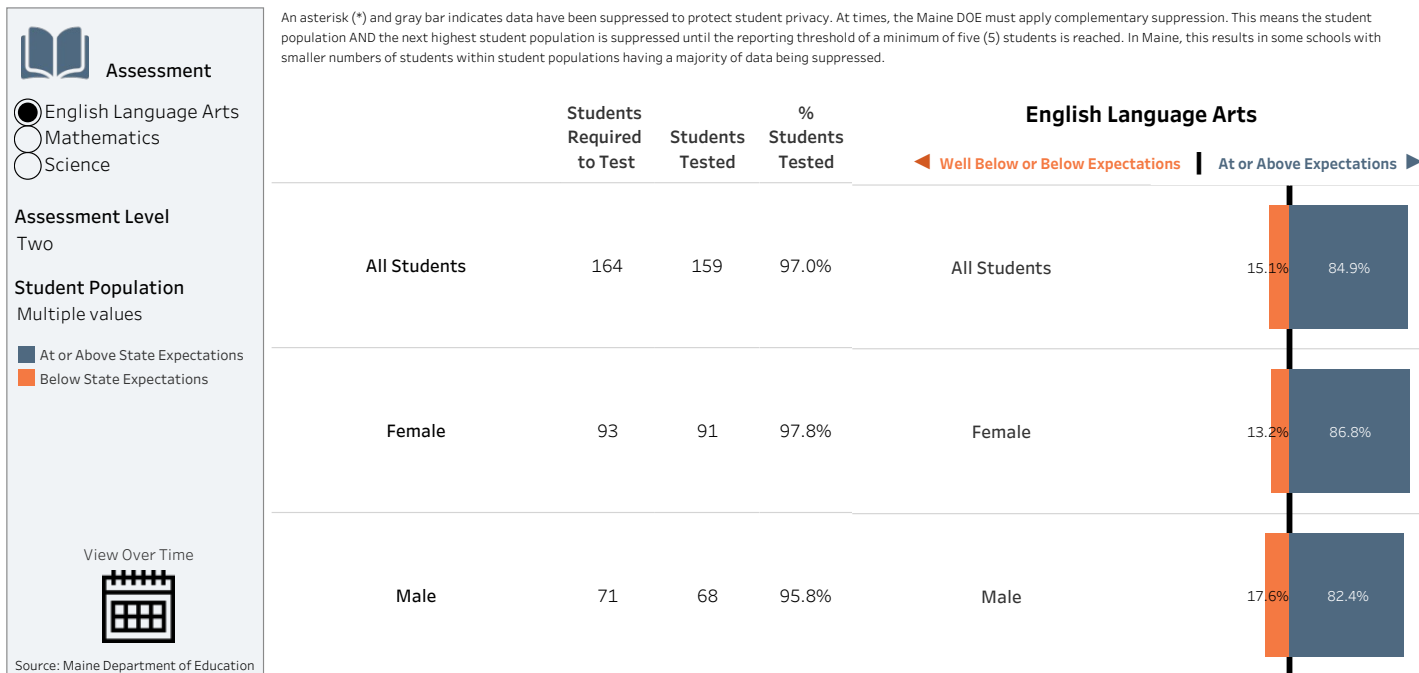 An asterisk (*) and gray bar indicates data have been suppressed to protect student privacy. At times, the Maine DOE must apply complementary suppression. This means the student
population AND the next highest student population is suppressed until the reporting threshold of a minimum of five (5) students is reached. In Maine, this results in some schools with
smaller numbers of students within student populations having a majority of data being suppressed.
Assessment
English Language Arts
Mathematics
Science
Assessment Level
Two
Student Population
Multiple values
At or Above State Expectations
Below State Expectations
View Over Time
Source: Maine Department of Education
Students Required to Test
Students Tested
% Students Tested
English Language Arts
Well Below or Below Expectations
At or Above Expectations
All Students 164 159 97.0% All Students 15.1% 84.9%
Female 93 91 97.8% Female 13.2% 86.8%
Male 71 68 95.8% Male 17.6% 82.4%